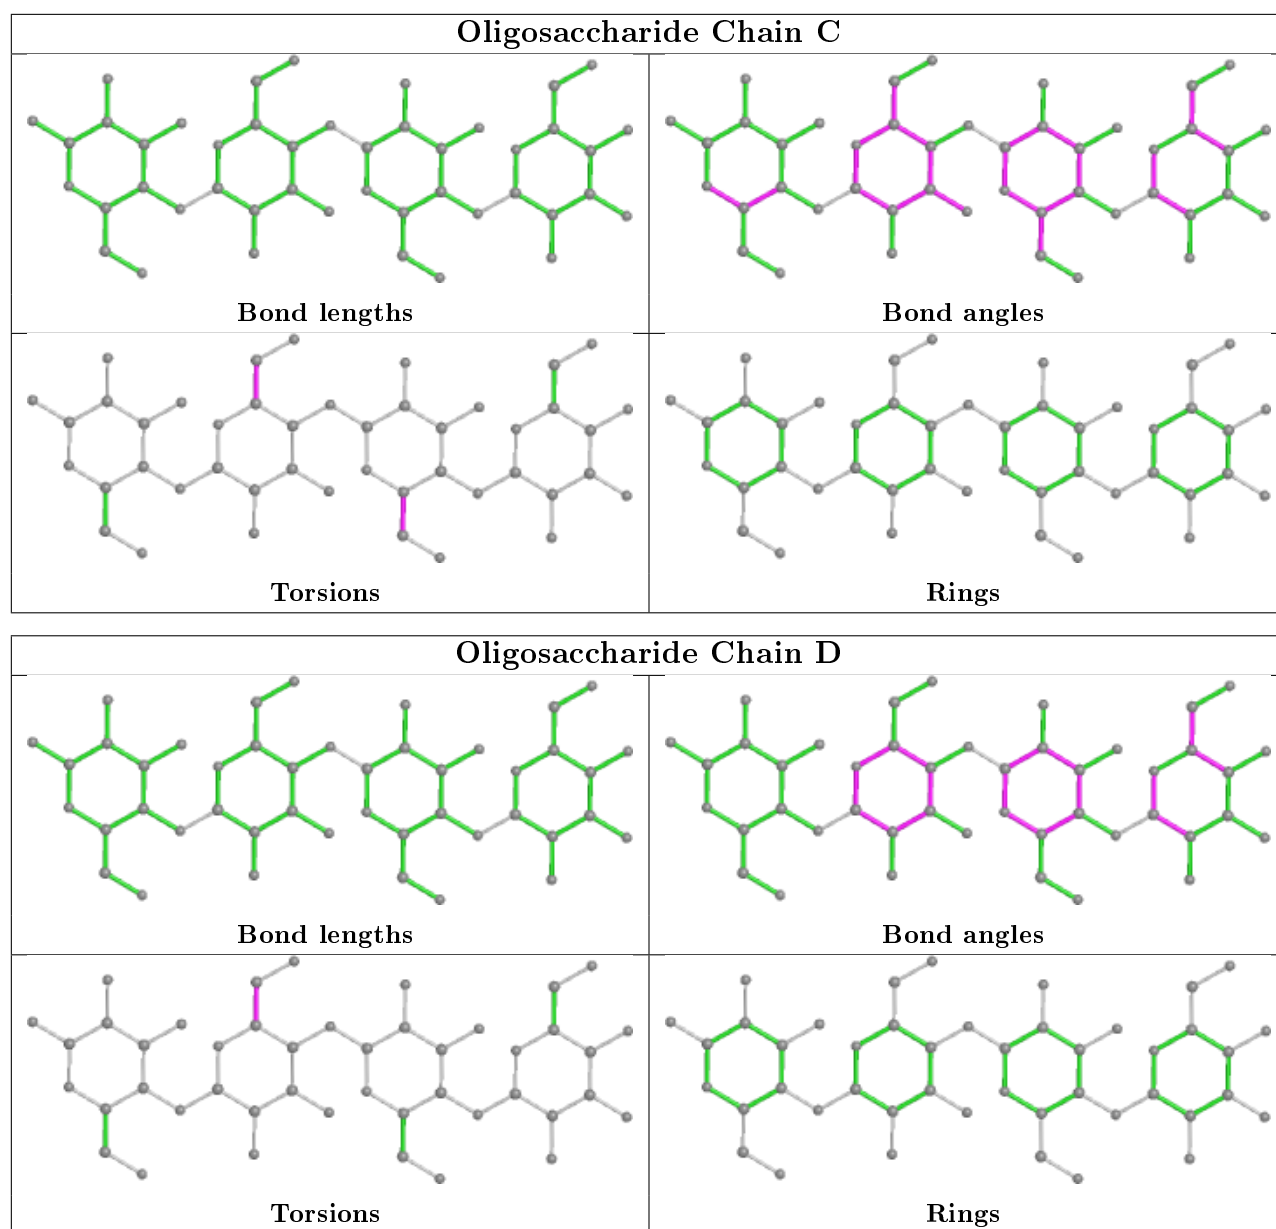 Oligosaccharide Chain C
Bond lengths
Bond angles
Torsions
Rings
Oligosaccharide Chain D
Bond lengths
Bond angles
Torsions
Rings